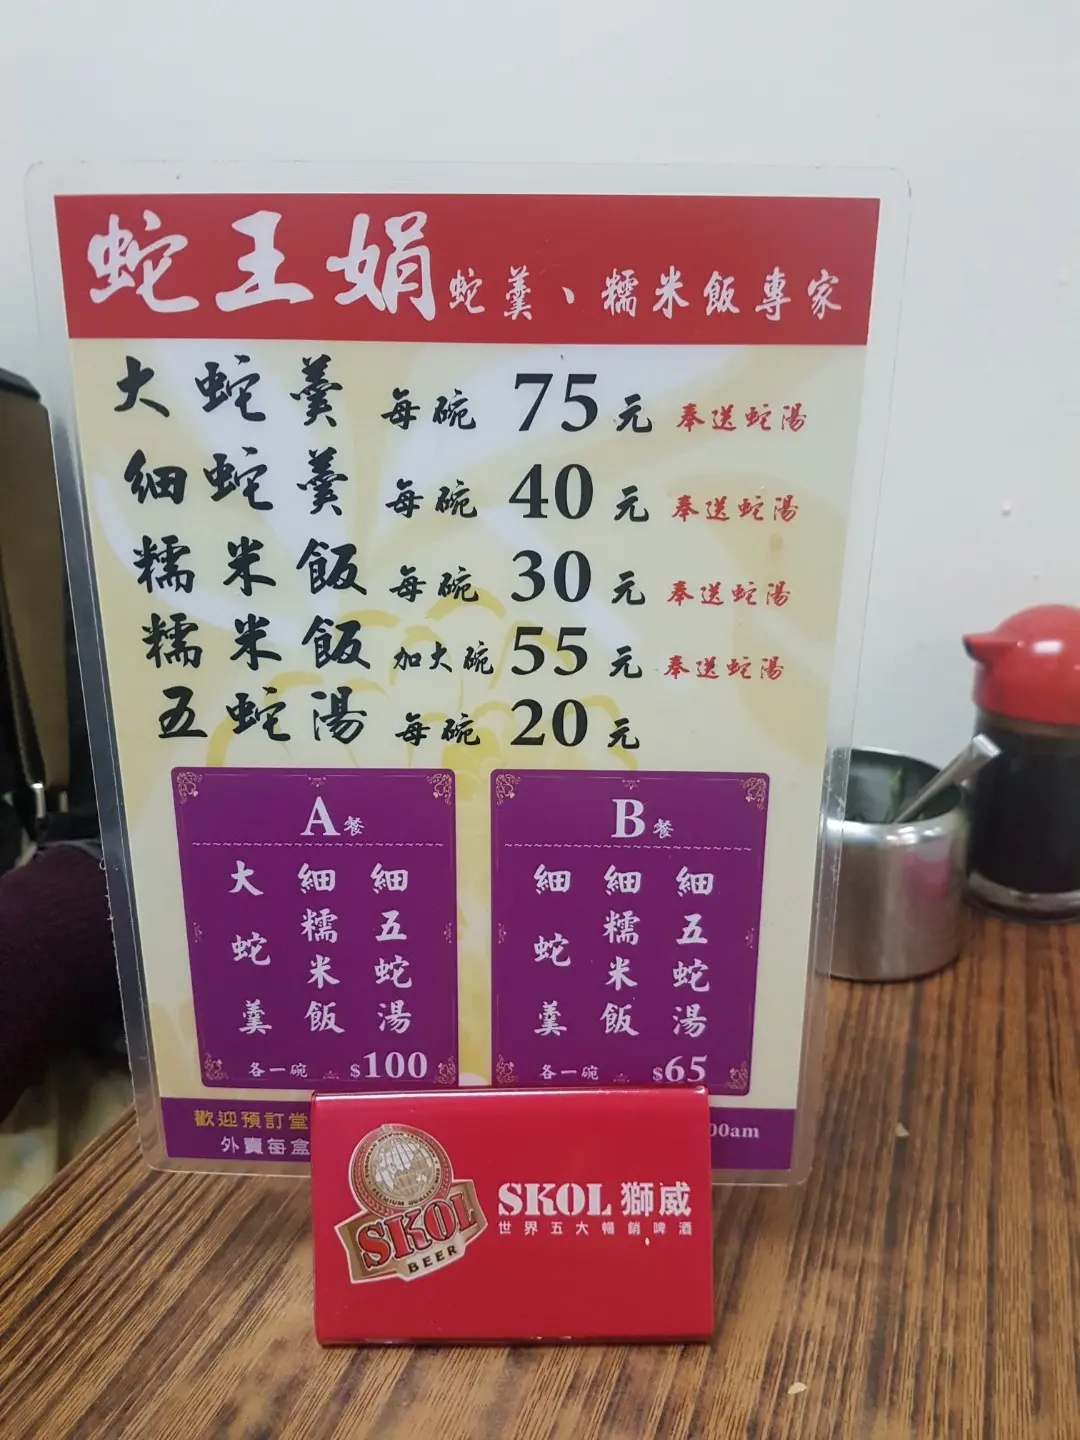 蛇王娟 蛇羹、糯米飯專家
大蛇羹 每碗 75元 奉送蛇湯
細蛇羹 每碗 40元 奉送蛇湯
糯米飯 每碗 30元 奉送蛇湯
糯米飯 加大碗 55元 奉送蛇湯
五蛇湯 每碗 20元
A餐
大蛇羹
細糯米飯
細五蛇湯
各一碗 $100
B餐
細蛇羹
細糯米飯
細五蛇湯
各一碗 $65
歡迎預訂堂
外賣每盒
00am
SKOL
BEER
SKOL 獅威
世界五大暢銷啤酒